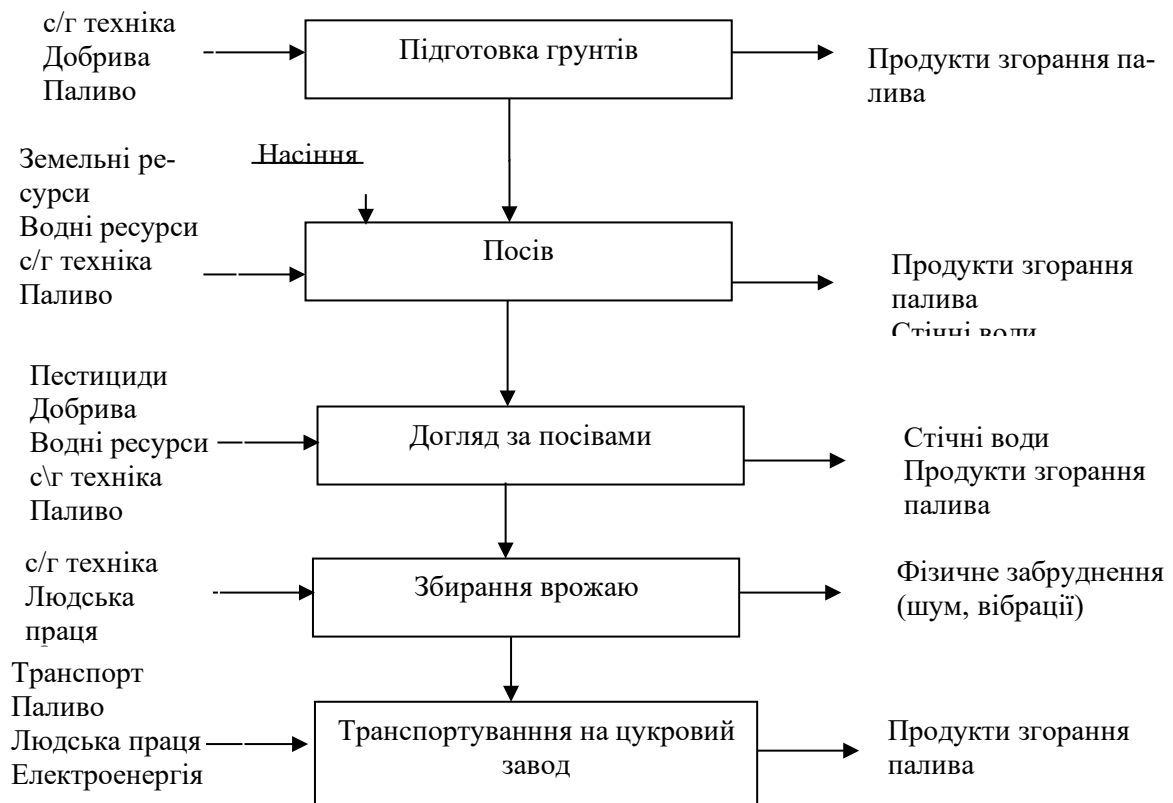 с/г техніка
Добрива
Паливо
Підготовка грунтів
Продукти згорання па-
лива
Земельні ре-
сурси
Водні ресурси
с/г техніка
Паливо
Насіння
Посів
Продукти згорання
палива
Стічні води
Пестициди
Добрива
Водні ресурси
с\г техніка
Паливо
Догляд за посівами
Стічні води
Продукти згорання
палива
с/г техніка
Людська
праця
Збирання врожаю
Фізичне забруднення
(шум, вібрації)
Транспорт
Паливо
Людська праця
Електроенергія
Транспортуванння на цукровий
завод
Продукти згорання
палива